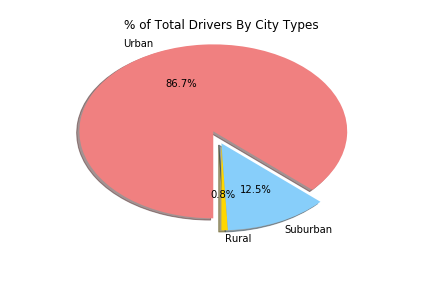 % of Total Drivers By City Types
Urban
86.7%
0.8%
12.5%
Suburban
Rural